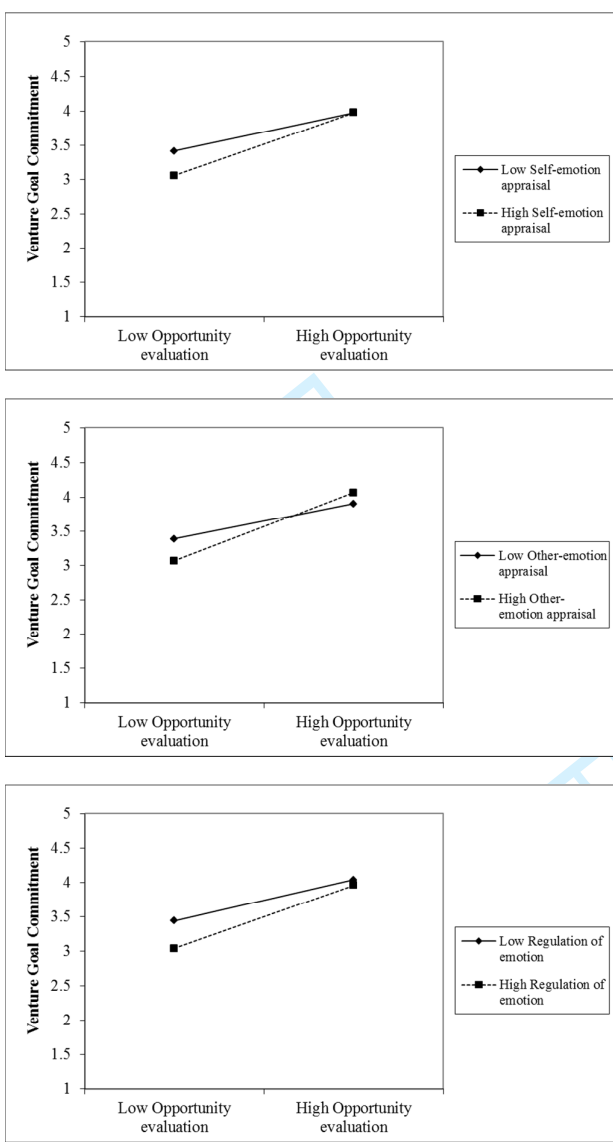 5
4.5
4
3.5
3
2.5
2
1.5
1
Venture Goal Commitment
Low Opportunity
evaluation
High Opportunity
evaluation
Low Self-emotion
appraisal
High Self-emotion
appraisal
5
4.5
4
3.5
3
2.5
2
1.5
1
Venture Goal Commitment
Low Opportunity
evaluation
High Opportunity
evaluation
Low Other-emotion
appraisal
High Other-
emotion appraisal
5
4.5
4
3.5
3
2.5
2
1.5
1
Venture Goal Commitment
Low Opportunity
evaluation
High Opportunity
evaluation
Low Regulation of
emotion
High Regulation of
emotion